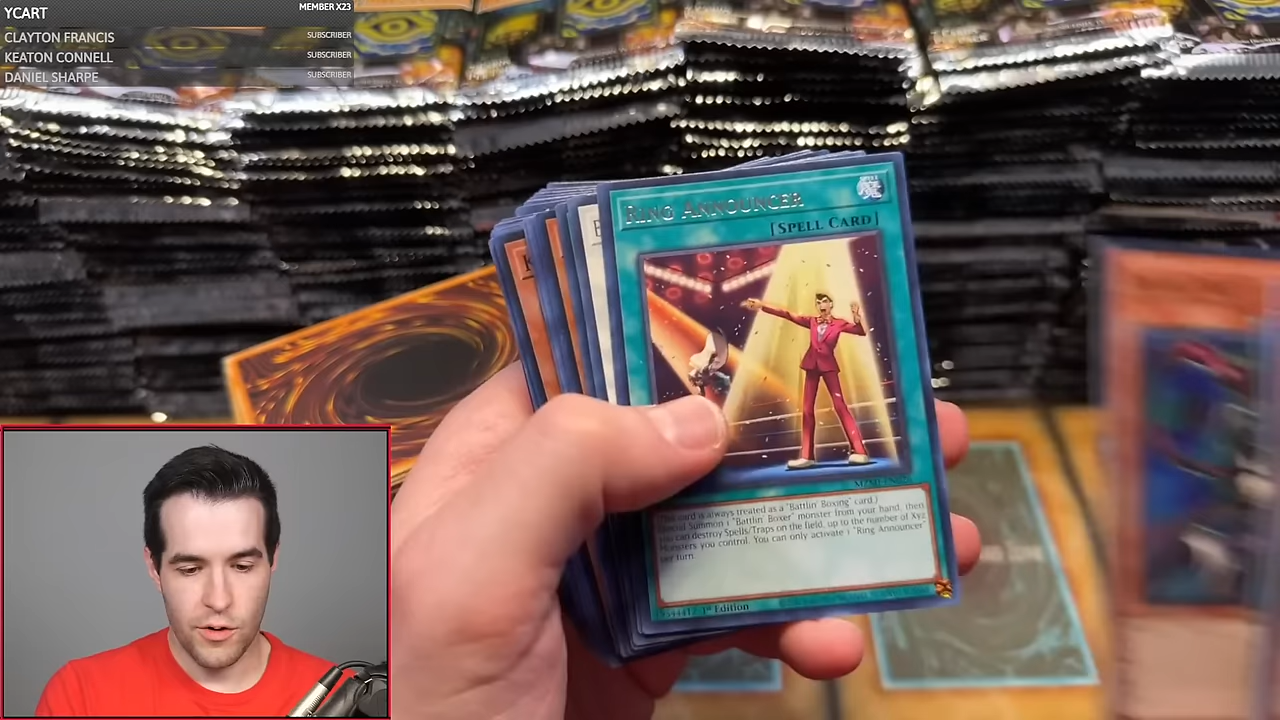 YCART
MEMBER X23
CLAYTON FRANCIS
SUBSCRIBER
KEATON CONNELL
SUBSCRIBER
DANIEL SHARPE
SUBSCRIBER
RING ANNOUNCER
[SPELL CARD]
(This card is always treated as a "Battlin' Boxing" card.)
Special Summon 1 "Battlin' Boxer" monster from your hand, then
you can destroy Spells/Traps on the field, up to the number of Xyz
Monsters you control. You can only activate 1 "Ring Announcer"
per turn.
1st Edition